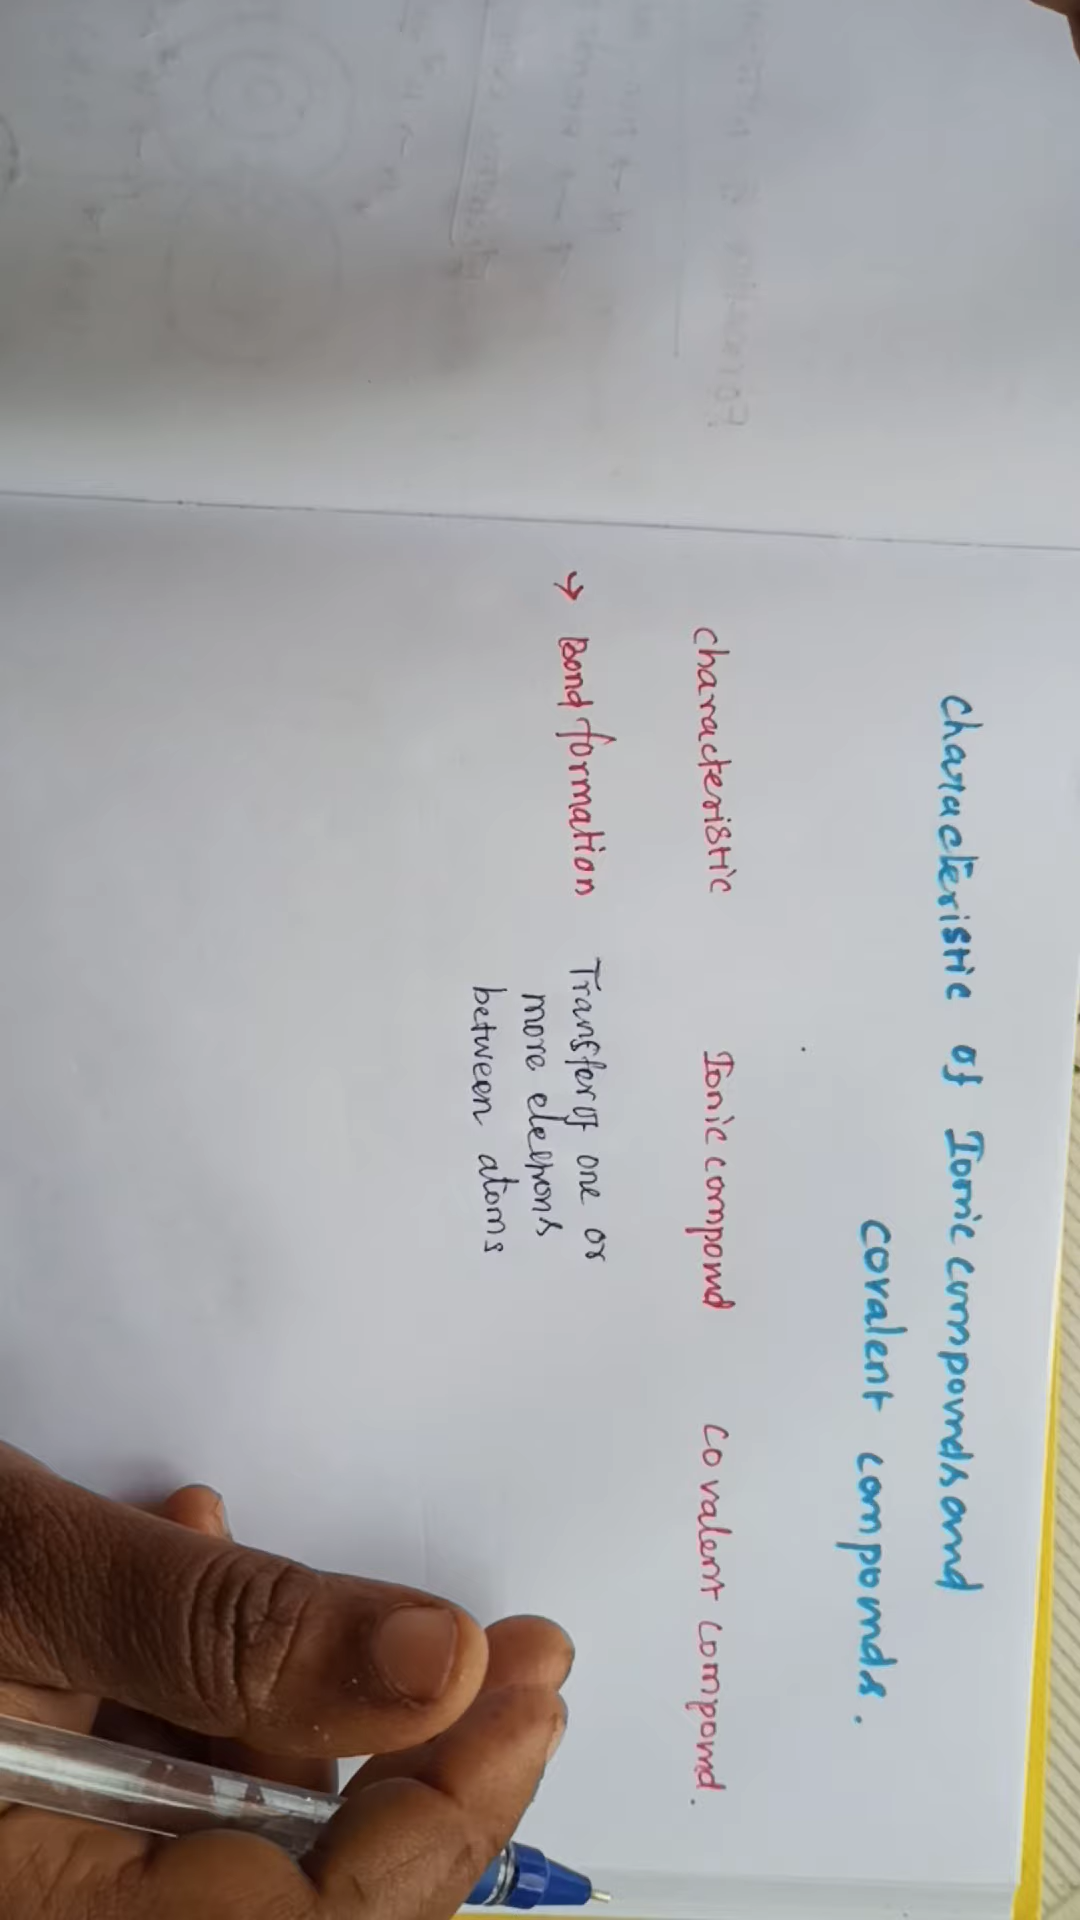 characteristic of Ionic compounds and
covalent compounds.
characteristic Ionic compound covalent compound.
→ Bond formation Transfer of one or
more electrons
between atoms